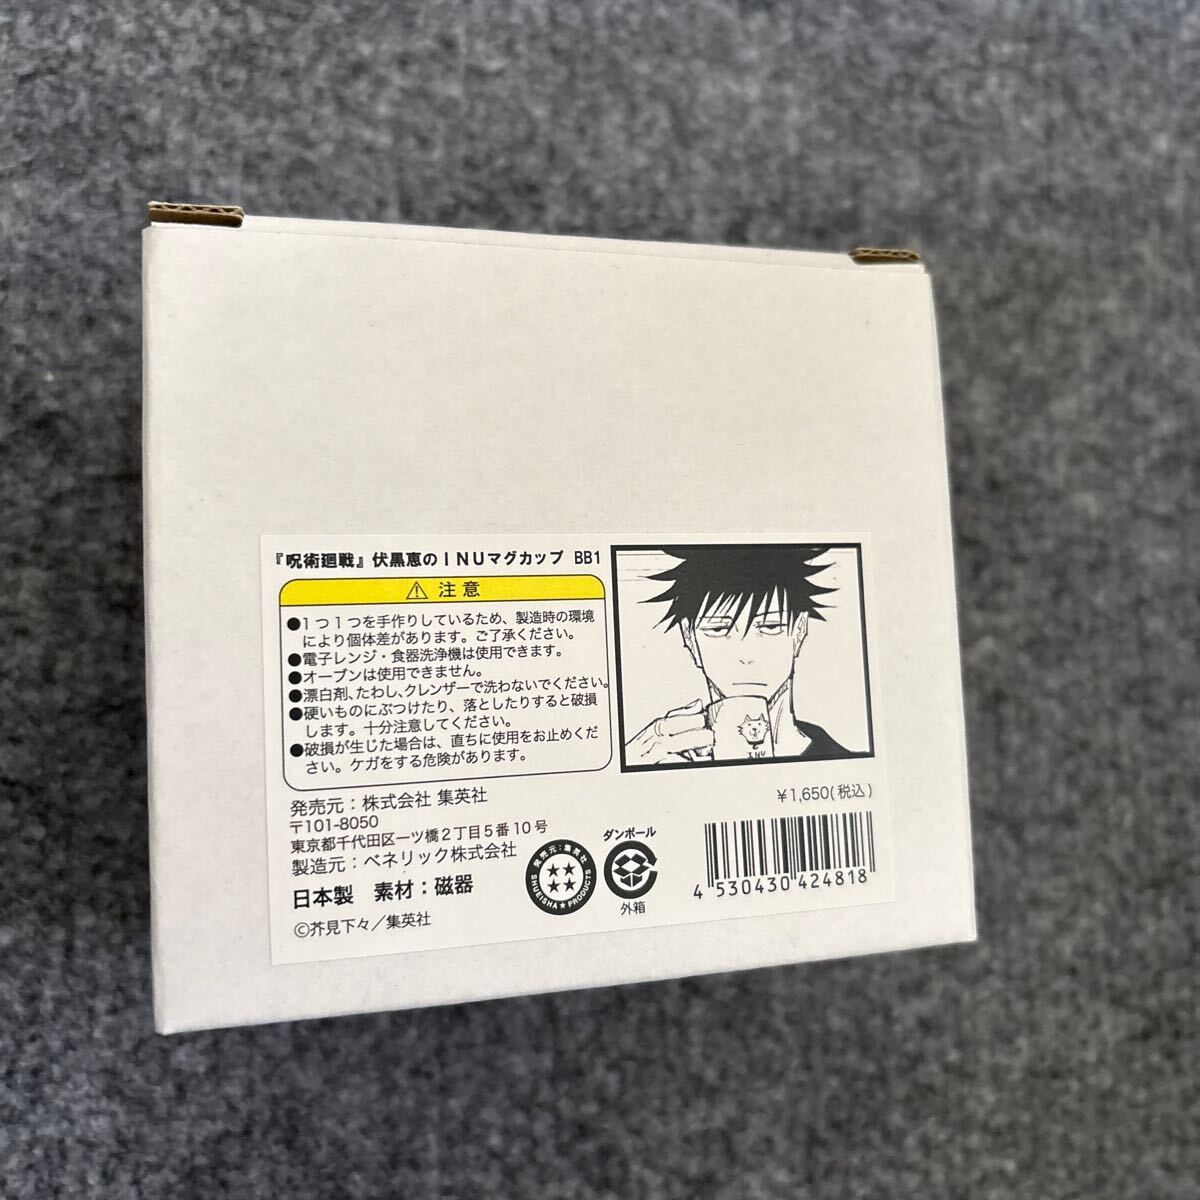 『呪術廻戦』伏黒恵のINUマグカップ BB1
⚠ 注意
●1つ1つを手作りしているため、製造時の環境
により個体差があります。ご了承ください。
●電子レンジ・食器洗浄機は使用できます。
●オーブンは使用できません。
●漂白剤、たわし、クレンザーで洗わないでください。
●硬いものにぶつけたり、落としたりすると破損
します。十分注意してください。
●破損が生じた場合は、直ちに使用をお止めくだ
さい。ケガをする危険があります。
INU
発売元：株式会社 集英社
〒101-8050
東京都千代田区一ツ橋2丁目5番10号
製造元：ベネリック株式会社
日本製 素材：磁器
©芥見下々／集英社
発売元：集英社
SHUEISHA★PRODUCTS
ダンボール
外箱
￥1,650(税込)
4 530430 424818